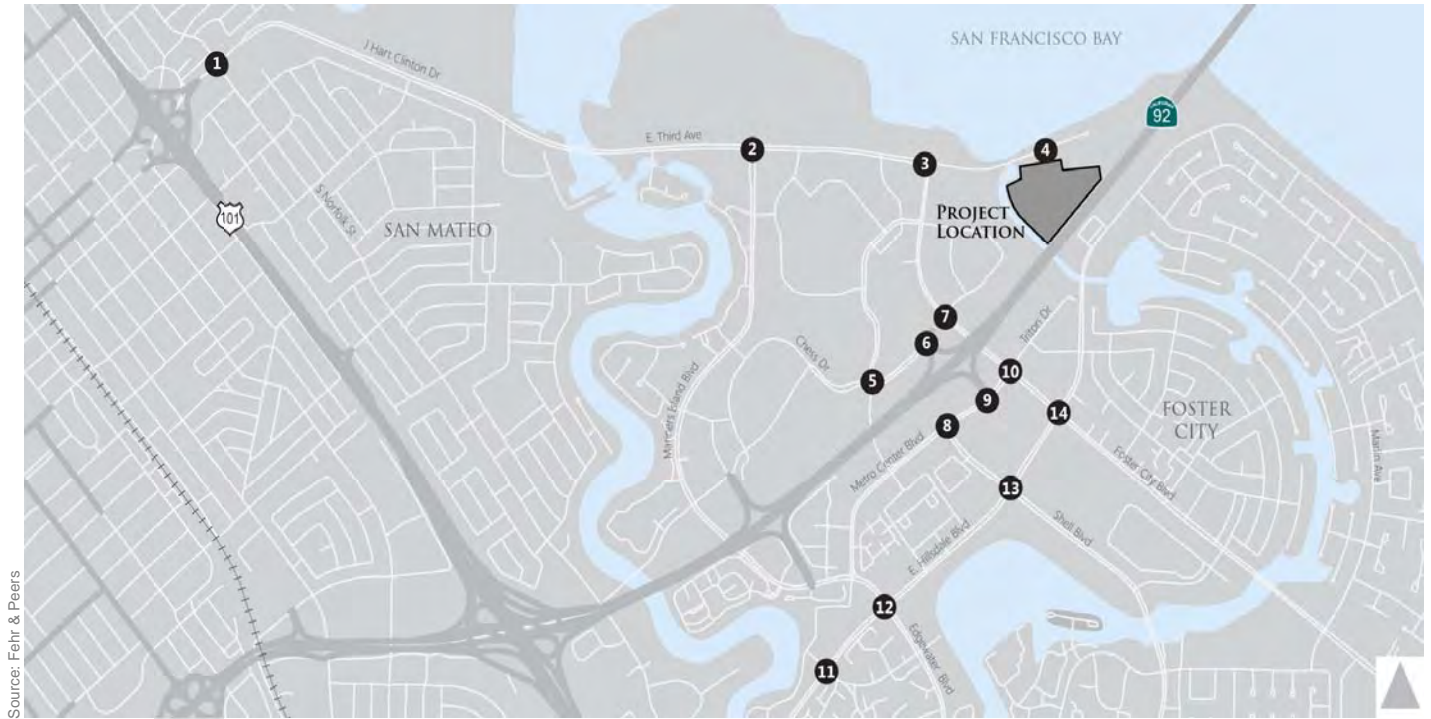 SAN FRANCISCO BAY
1
J Hart Clinton Dr
92
E. Third Ave
2
3
4
101
S Norfolk St
SAN MATEO
PROJECT
LOCATION
7
Triton Dr
6
Chess Dr
5
10
9
14
FOSTER
CITY
8
Mariners Island Blvd
Metro Center Blvd
Foster City Blvd
Marlin Ave
13
Shell Blvd
E. Hillsdale Blvd
12
Edgewater Blvd
11
Source: Fehr & Peers